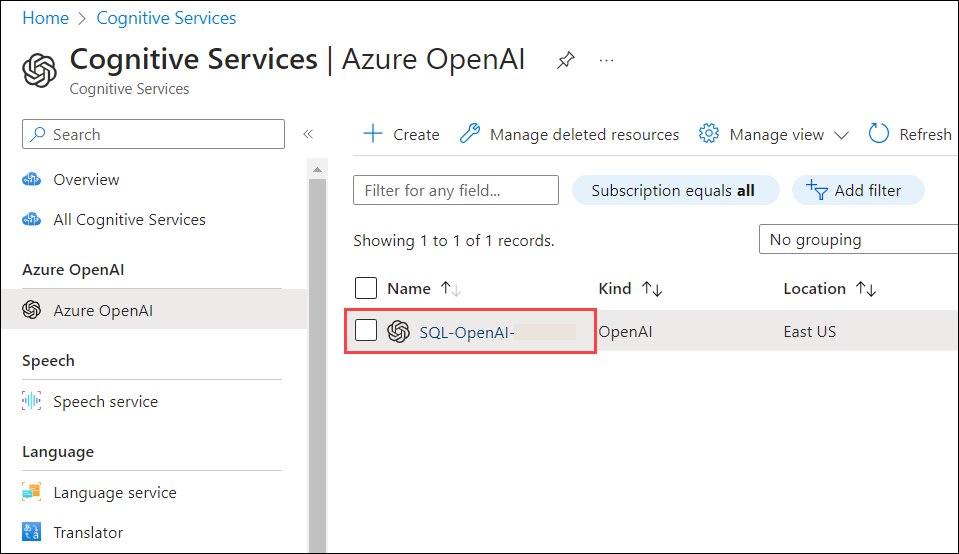 Home > Cognitive Services
Cognitive Services | Azure OpenAI
Cognitive Services
Search
Overview
All Cognitive Services
Azure OpenAI
Azure OpenAI
Speech
Speech service
Language
Language service
Translator
Create Manage deleted resources Manage view Refresh
Filter for any field... Subscription equals all Add filter
Showing 1 to 1 of 1 records.
No grouping
Name Kind Location
SQL-OpenAI- OpenAI East US